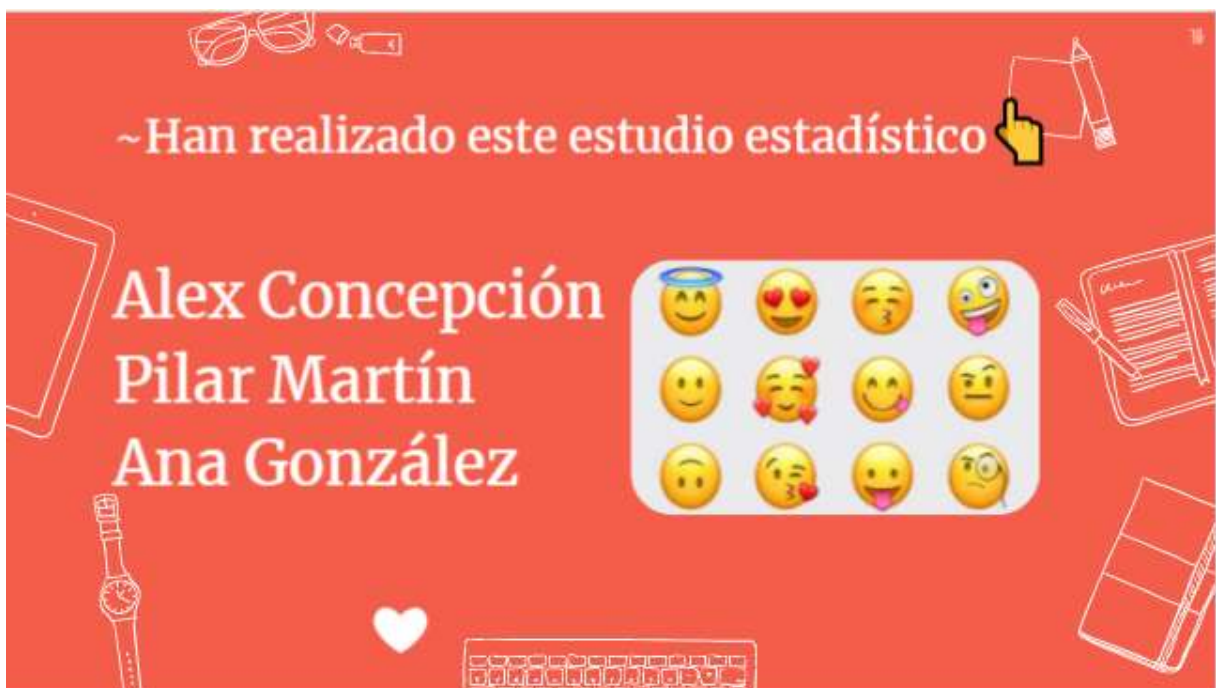 ~Han realizado este estudio estadístico
Alex Concepción
Pilar Martín
Ana González